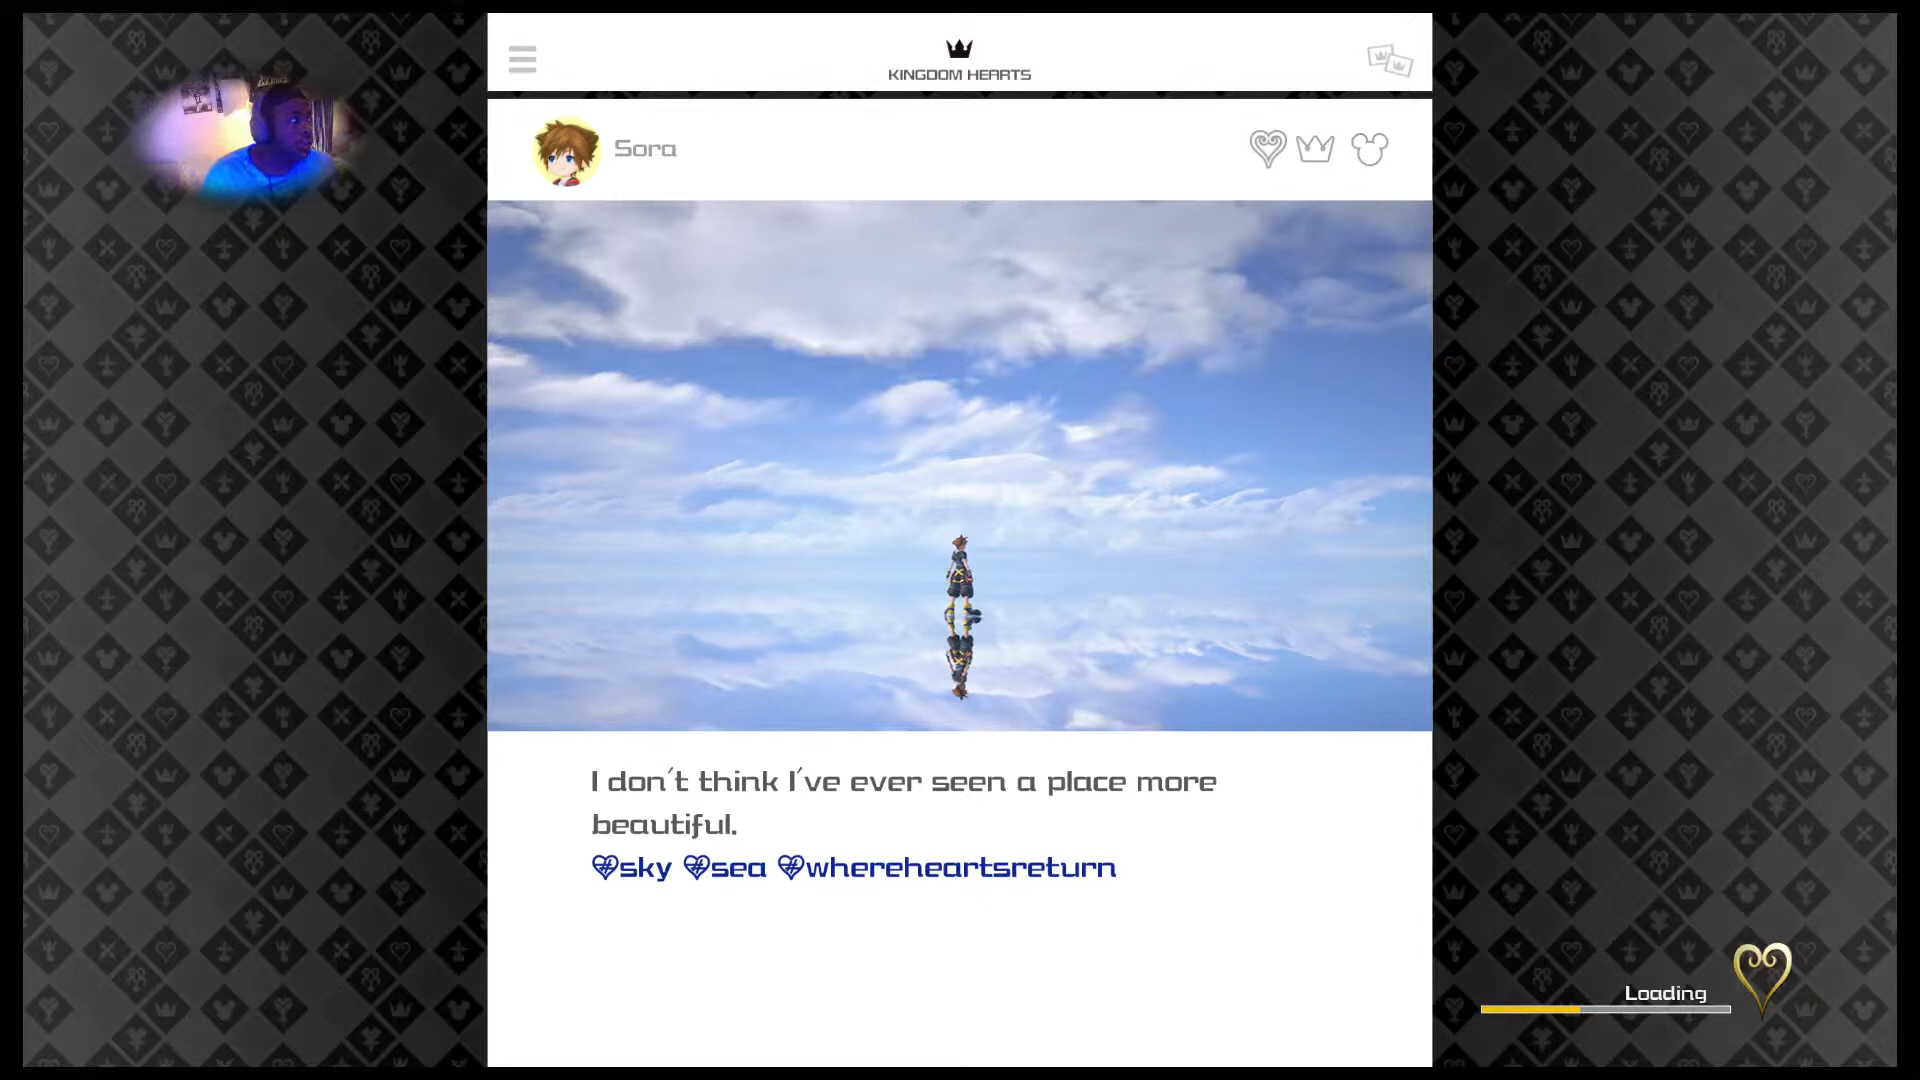 KINGDOM HEARTS
Sora
I don't think I've ever seen a place more
beautiful.
#sky #sea #whereheartsreturn
Loading